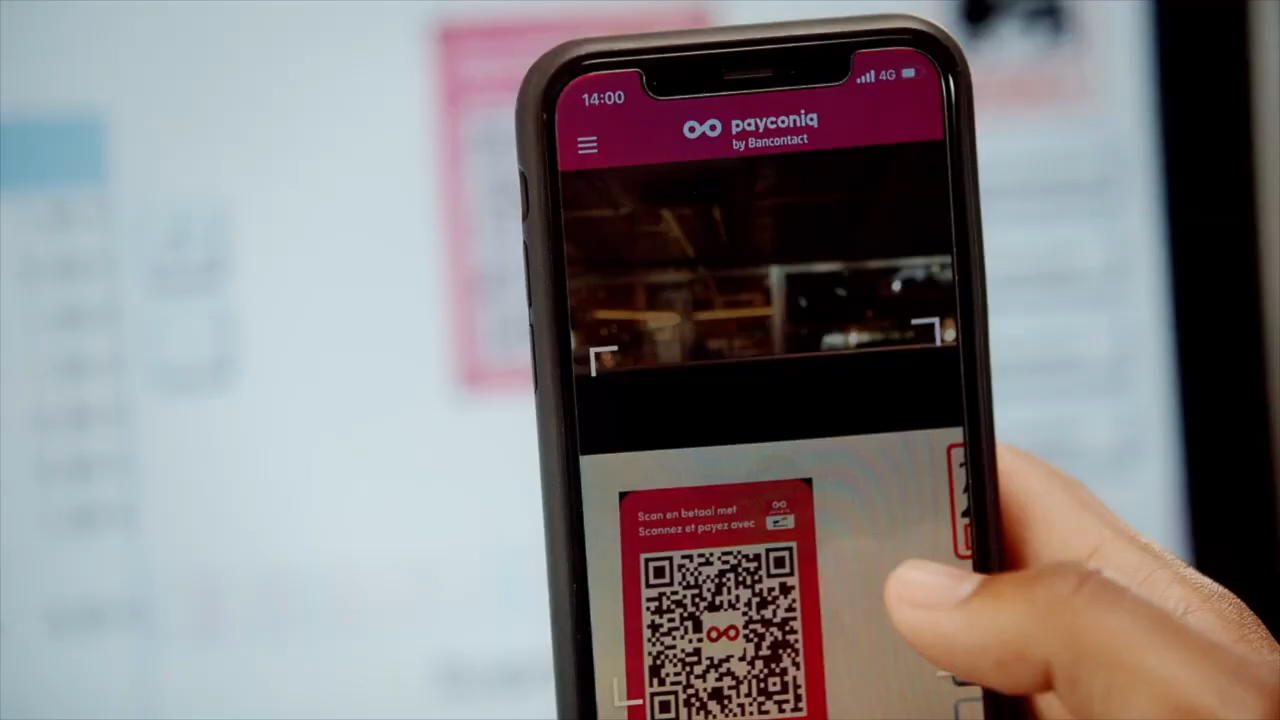 14:00
4G
payconiq
by Bancontact
Scan en betaal met
Scannez et payez avec